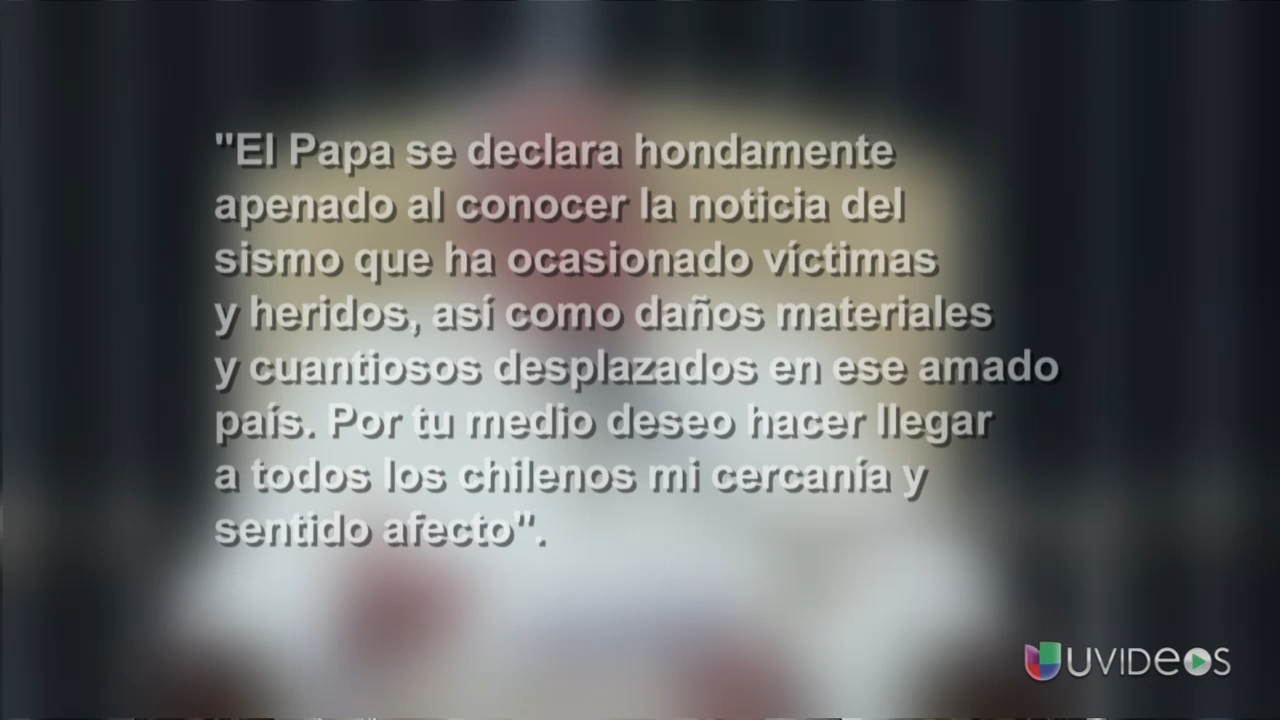 "El Papa se declara hondamente
apenado al conocer la noticia del
sismo que ha ocasionado víctimas
y heridos, así como daños materiales
y cuantiosos desplazados en ese amado
país. Por tu medio deseo hacer llegar
a todos los chilenos mi cercanía y
sentido afecto".
UVIDEOS